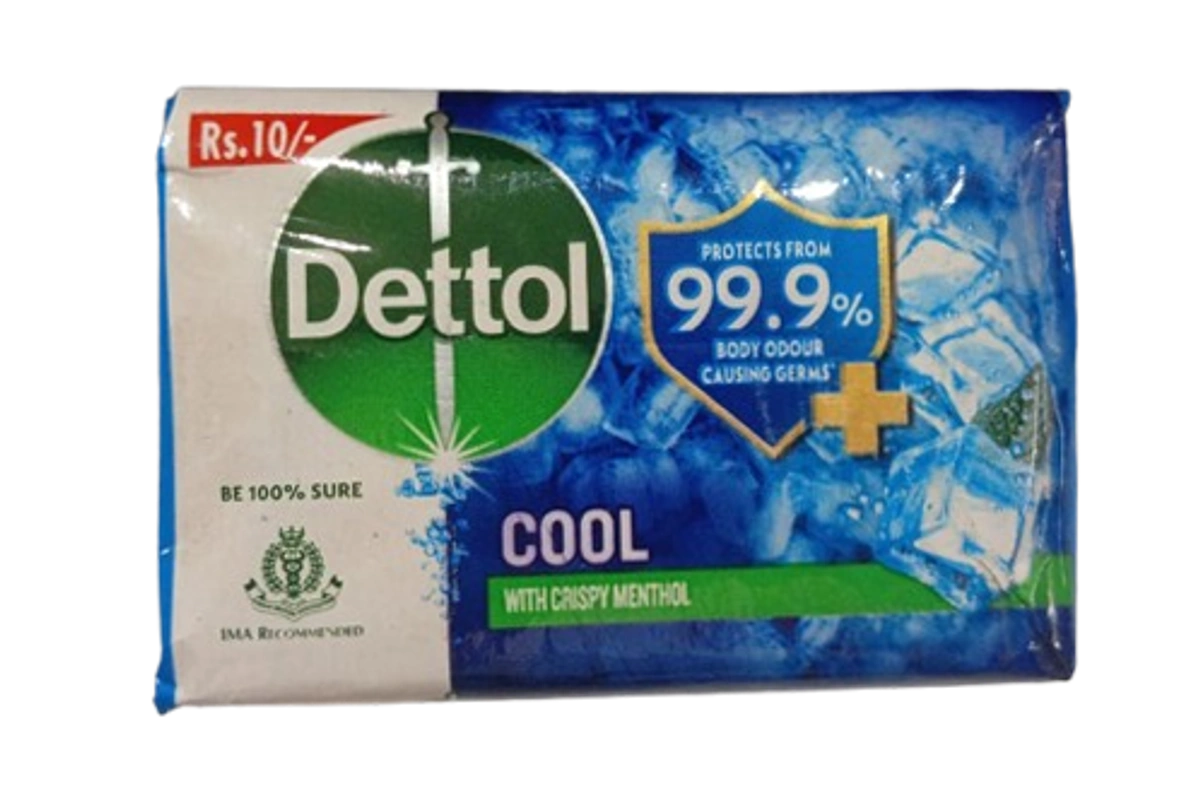 Rs.10/-
Dettol
BE 100% SURE
IMA RECOMMENDED
PROTECTS FROM
99.9%
BODY ODOUR
CAUSING GERMS*
COOL
WITH CRISPY MENTHOL